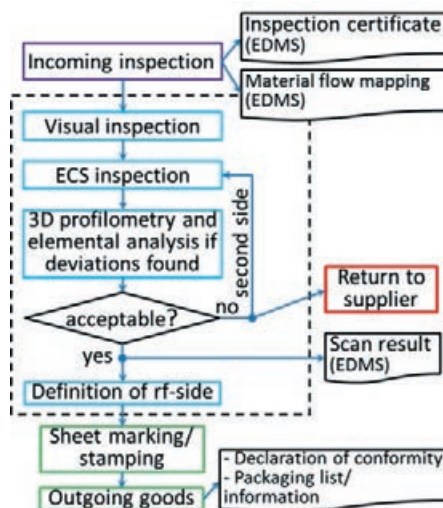 Inspection certificate
(EDMS)
Incoming inspection
Material flow mapping
(EDMS)
Visual inspection
ECS inspection
3D profilometry and
elemental analysis if
deviations found
second side
acceptable?
no
Return to
supplier
yes
Scan result
(EDMS)
Definition of rf-side
Sheet marking/
stamping
- Declaration of conformity
- Packaging list/
information
Outgoing goods